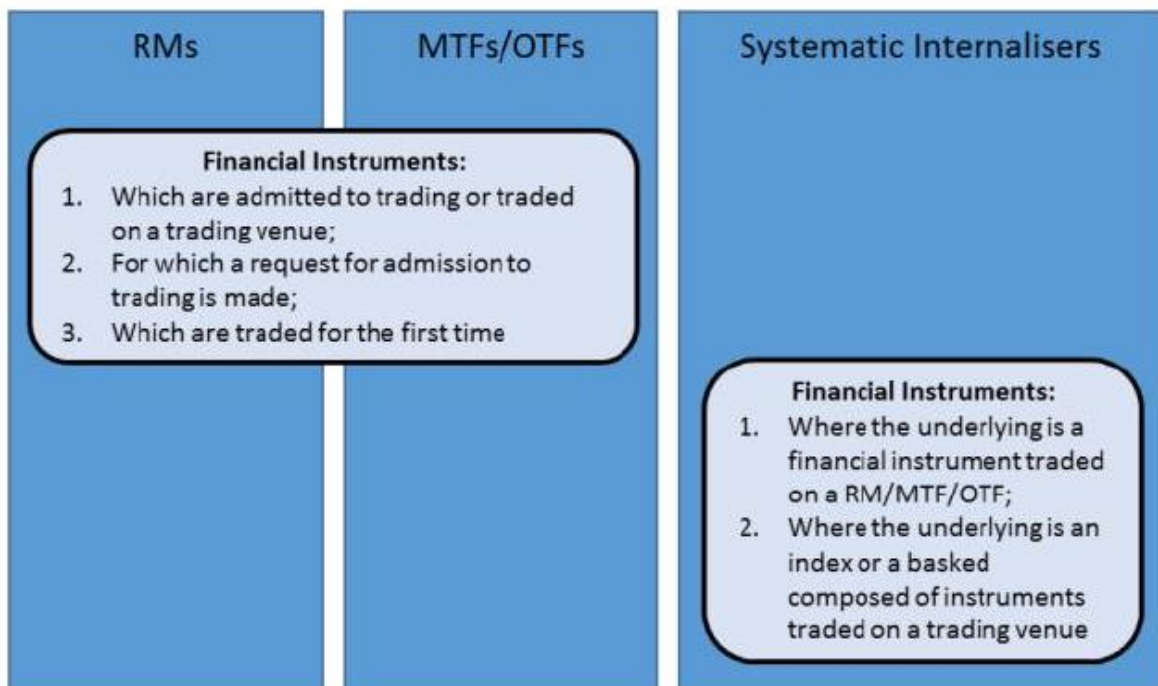 RMs
MTFs/OTFs
Systematic Internalisers
Financial Instruments:
1. Which are admitted to trading or traded
on a trading venue;
2. For which a request for admission to
trading is made;
3. Which are traded for the first time
Financial Instruments:
1. Where the underlying is a
financial instrument traded
on a RM/MTF/OTF;
2. Where the underlying is an
index or a basked
composed of instruments
traded on a trading venue